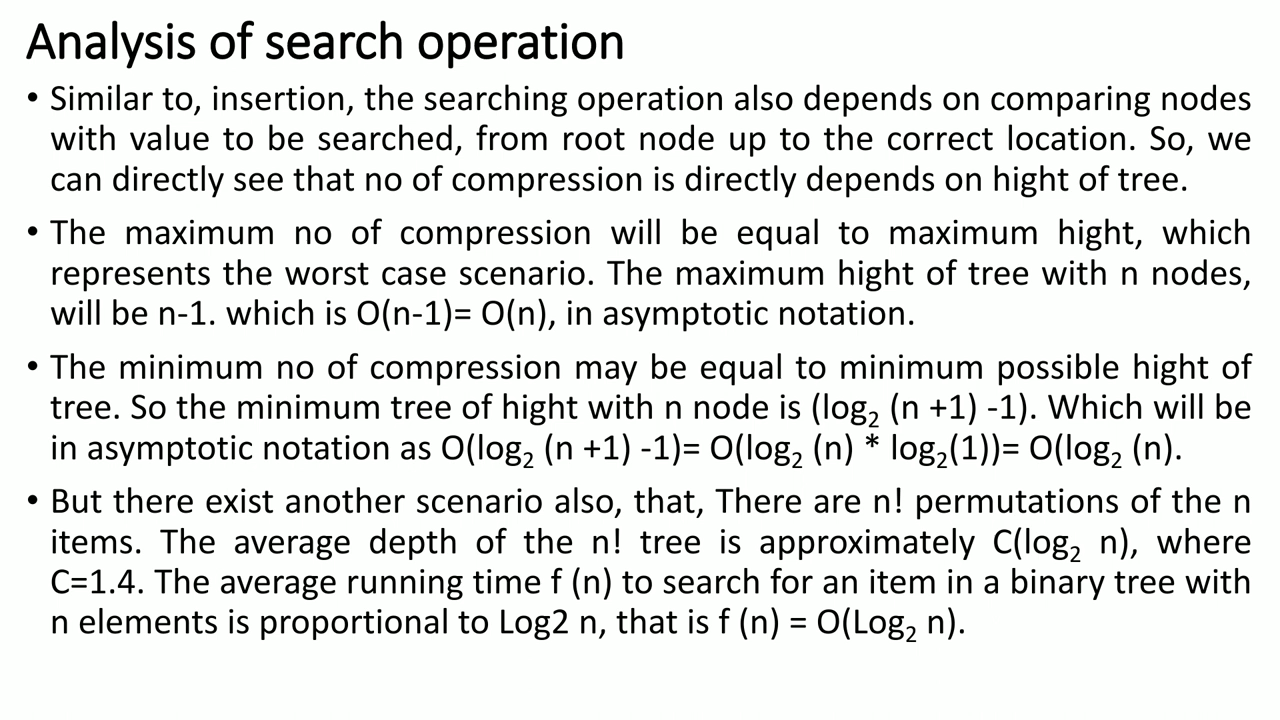 Analysis of search operation
• Similar to, insertion, the searching operation also depends on comparing nodes
with value to be searched, from root node up to the correct location. So, we
can directly see that no of compression is directly depends on hight of tree.
• The maximum no of compression will be equal to maximum hight, which
represents the worst case scenario. The maximum hight of tree with n nodes,
will be n-1. which is O(n-1)= O(n), in asymptotic notation.
• The minimum no of compression may be equal to minimum possible hight of
tree. So the minimum tree of hight with n node is (log₂ (n +1) -1). Which will be
in asymptotic notation as O(log₂ (n +1) -1)= O(log₂ (n) * log₂(1))= O(log₂ (n).
• But there exist another scenario also, that, There are n! permutations of the n
items. The average depth of the n! tree is approximately C(log₂ n), where
C=1.4. The average running time f (n) to search for an item in a binary tree with
n elements is proportional to Log2 n, that is f (n) = O(Log₂ n).